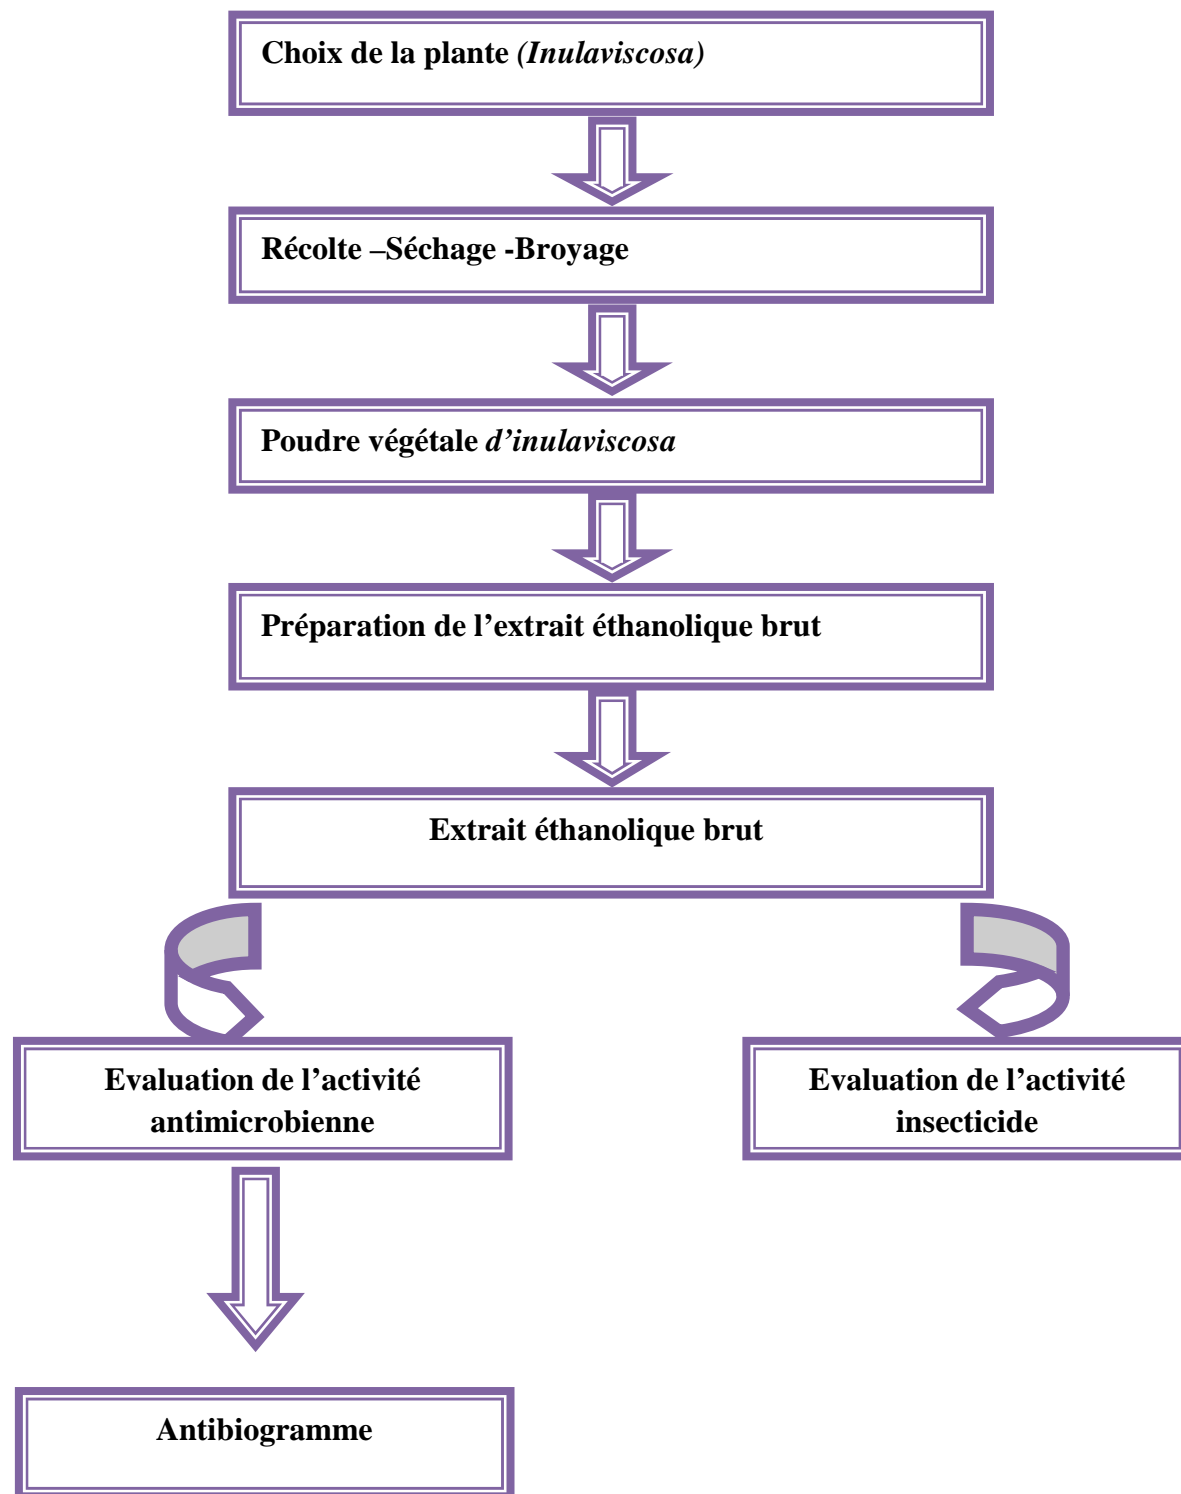 Choix de la plante (Inulaviscosa)
Récolte –Séchage -Broyage
Poudre végétale d’inulaviscosa
Préparation de l’extrait éthanolique brut
Extrait éthanolique brut
Evaluation de l’activité
antimicrobienne
Evaluation de l’activité
insecticide
Antibiogramme